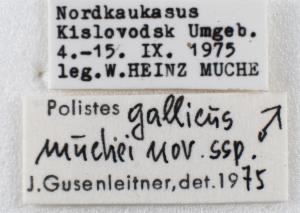 Nordkaukasus
Kislovodsk Umgeb.
4.-15. IX. 1975
leg.W.HEINZ MUCHE
Polistes gallicus ♂
muchei nov. ssp.
J.Gusenleitner,det.1975